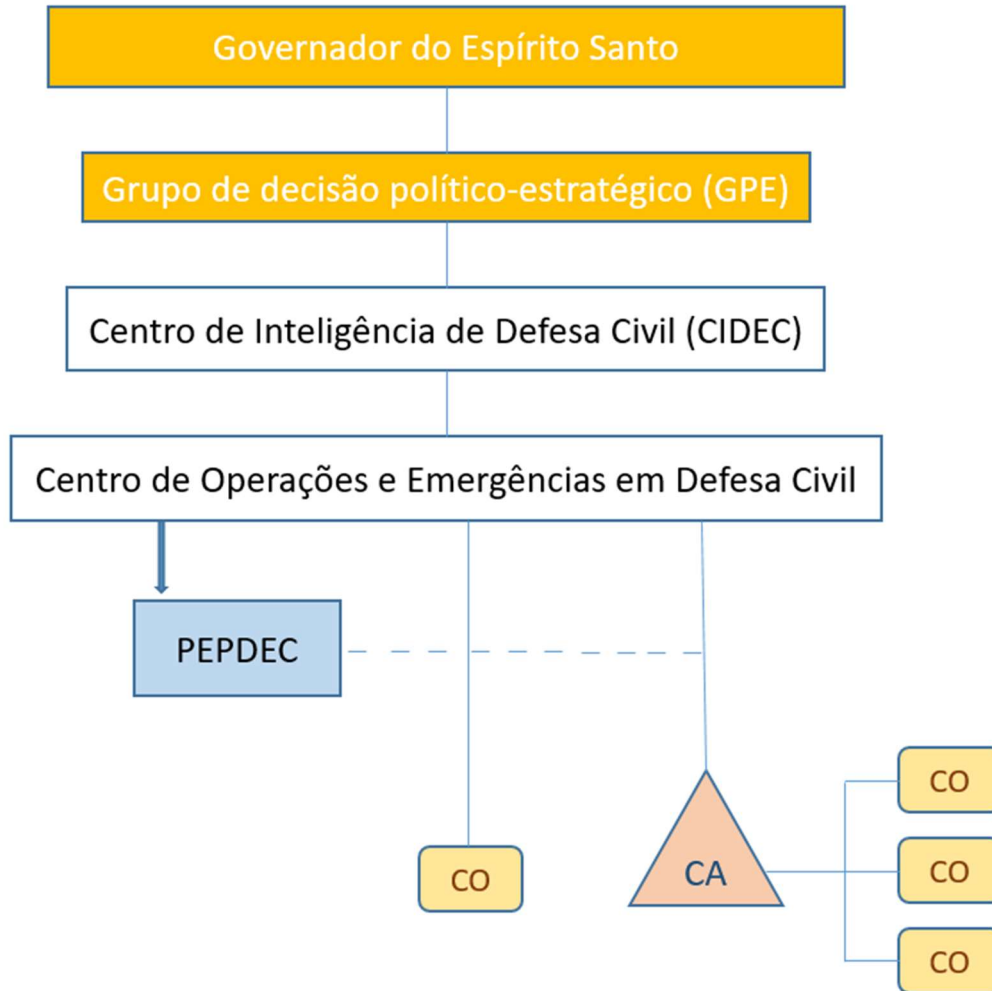 Governador do Espírito Santo
Grupo de decisão político-estratégico (GPE)
Centro de Inteligência de Defesa Civil (CIDEC)
Centro de Operações e Emergências em Defesa Civil
PEPDEC
CO
CA
CO
CO
CO